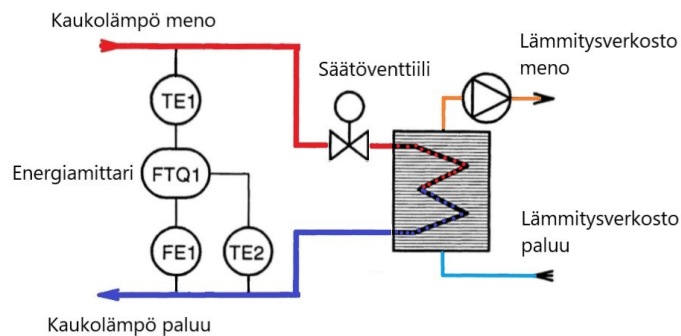 Kaukolämpö meno
Lämmitysverkosto
meno
Säätöventtiili
TE1
Energiamittari
FTQ1
Lämmitysverkosto
paluu
FE1
TE2
Kaukolämpö paluu